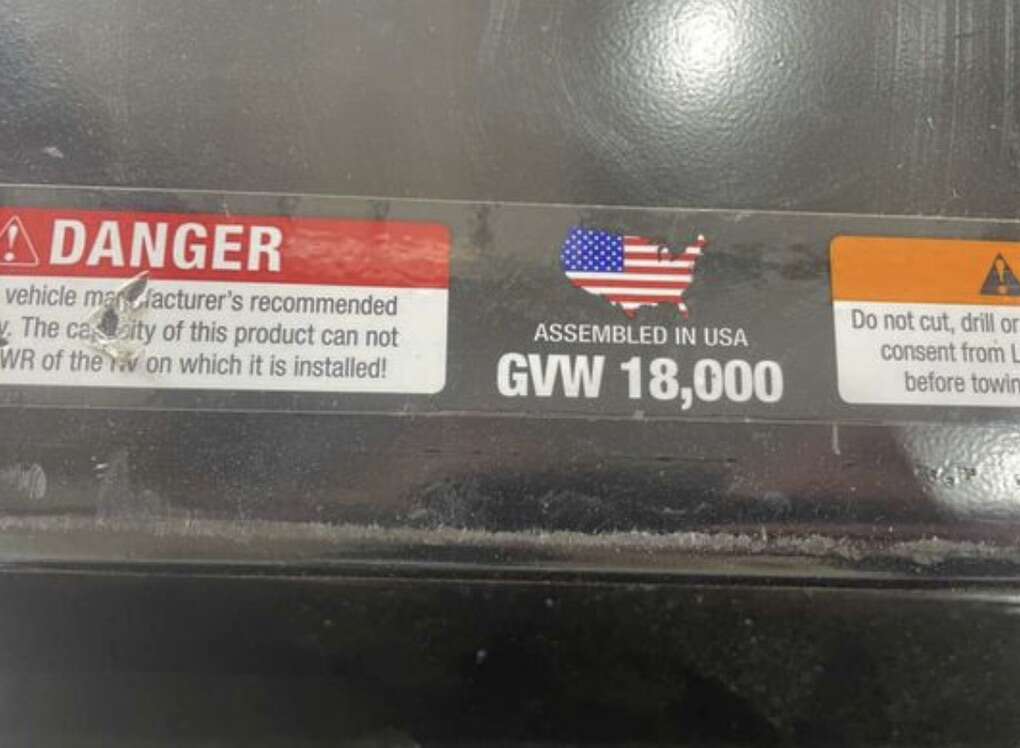 DANGER
vehicle manufacturer's recommended
y. The capacity of this product can not
WR of the RV on which it is installed!
ASSEMBLED IN USA
GVW 18,000
Do not cut, drill or
consent from L
before towin